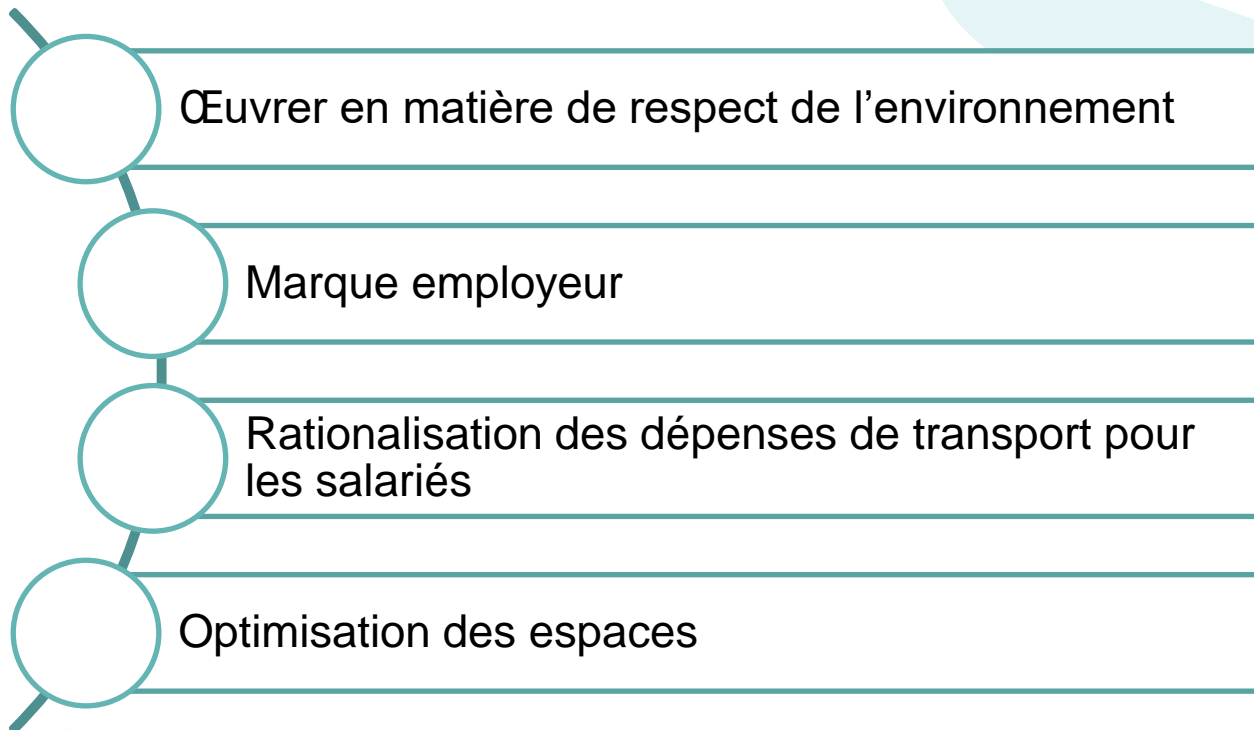 Œuvrer en matière de respect de l’environnement
Marque employeur
Rationalisation des dépenses de transport pour
les salariés
Optimisation des espaces